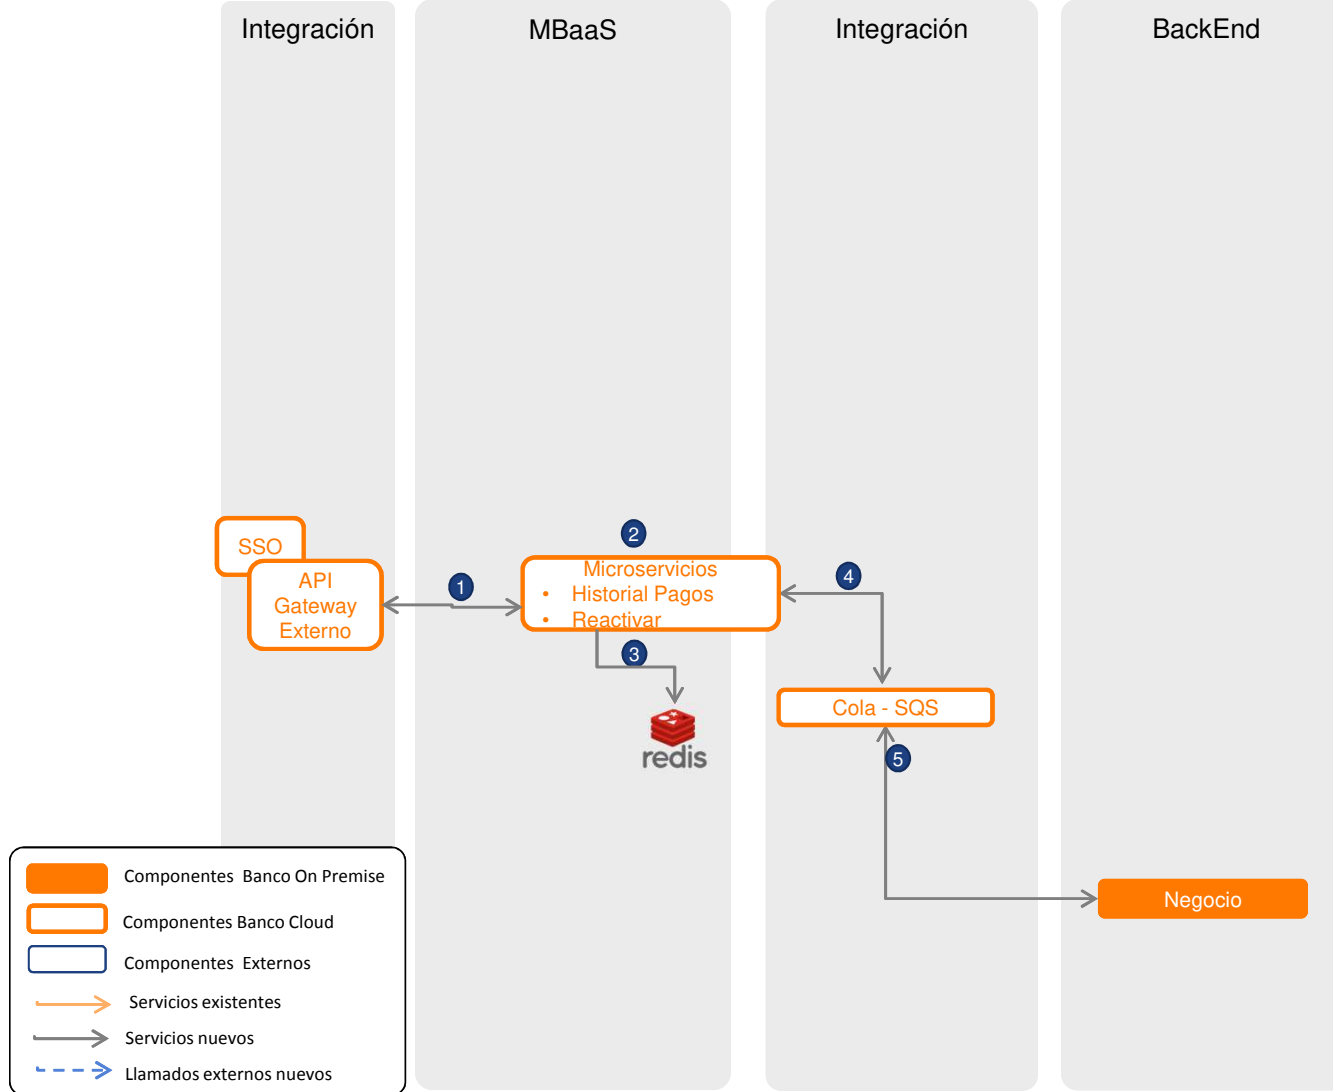 Integración
MBaaS
Integración
BackEnd
SSO
API
Gateway
Externo
1
2
Microservicios
• Historial Pagos
• Reactivar
3
redis
4
Cola - SQS
5
Negocio
Componentes Banco On Premise
Componentes Banco Cloud
Componentes Externos
Servicios existentes
Servicios nuevos
Llamados externos nuevos